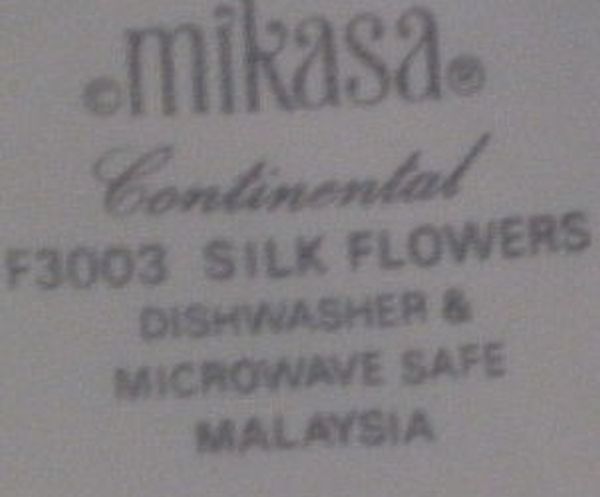 ©mikasa®
Continental
F3003 SILK FLOWERS
DISHWASHER &
MICROWAVE SAFE
MALAYSIA